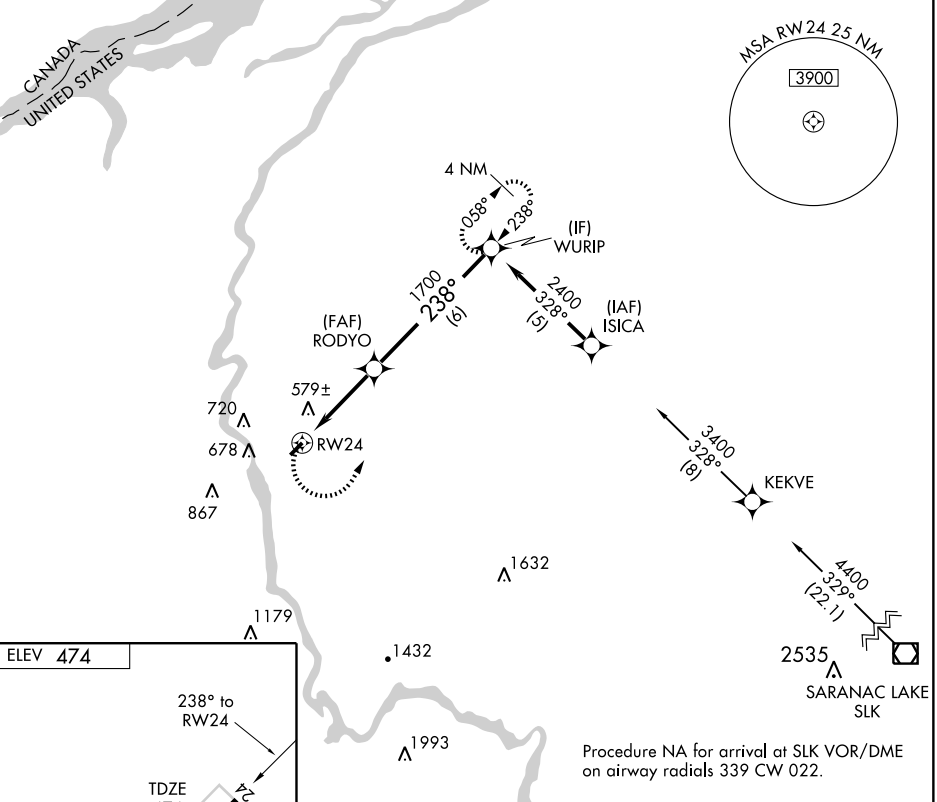 CANADA
UNITED STATES
MSA RW 24 25 NM
3900
4 NM
058°
238°
(IF)
WURIP
1700
238°
(6)
2400
328°
(5)
(IAF)
ISICA
(FAF)
RODYO
579±
720
678
RW24
867
3400
328°
(8)
KEKVE
1632
4400
329°
(22.1)
1179
ELEV 474
1432
2535
SARANAC LAKE
SLK
238° to
RW24
1993
Procedure NA for arrival at SLK VOR/DME
on airway radials 339 CW 022.
TDZE
24